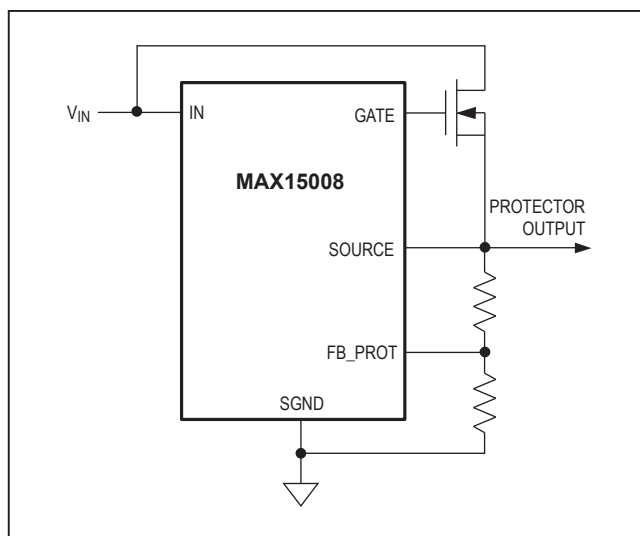 V_IN
IN
GATE
MAX15008
PROTECTOR
OUTPUT
SOURCE
FB_PROT
SGND